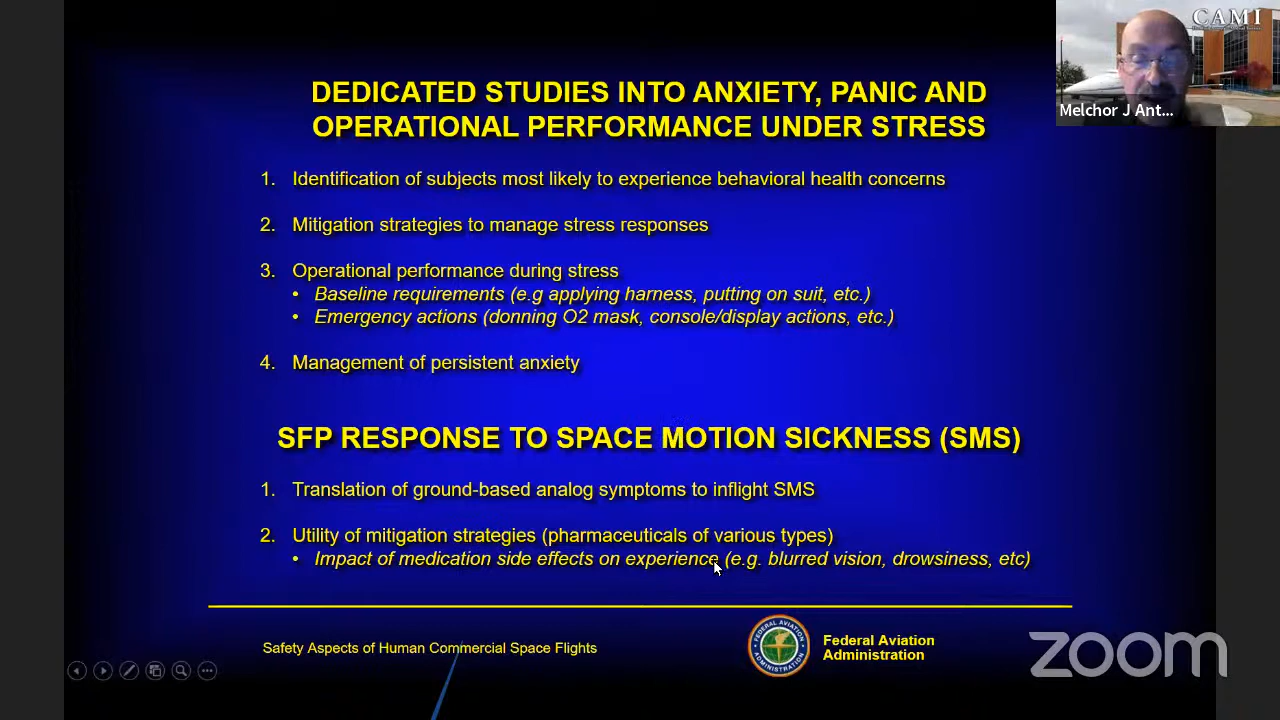 CAMI
Melchor J Ant...
DEDICATED STUDIES INTO ANXIETY, PANIC AND
OPERATIONAL PERFORMANCE UNDER STRESS
1. Identification of subjects most likely to experience behavioral health concerns
2. Mitigation strategies to manage stress responses
3. Operational performance during stress
• Baseline requirements (e.g applying harness, putting on suit, etc.)
• Emergency actions (donning O2 mask, console/display actions, etc.)
4. Management of persistent anxiety
SFP RESPONSE TO SPACE MOTION SICKNESS (SMS)
1. Translation of ground-based analog symptoms to inflight SMS
2. Utility of mitigation strategies (pharmaceuticals of various types)
• Impact of medication side effects on experience (e.g. blurred vision, drowsiness, etc)
Safety Aspects of Human Commercial Space Flights
FEDERAL AVIATION
ADMINISTRATION
Federal Aviation
Administration
zoom